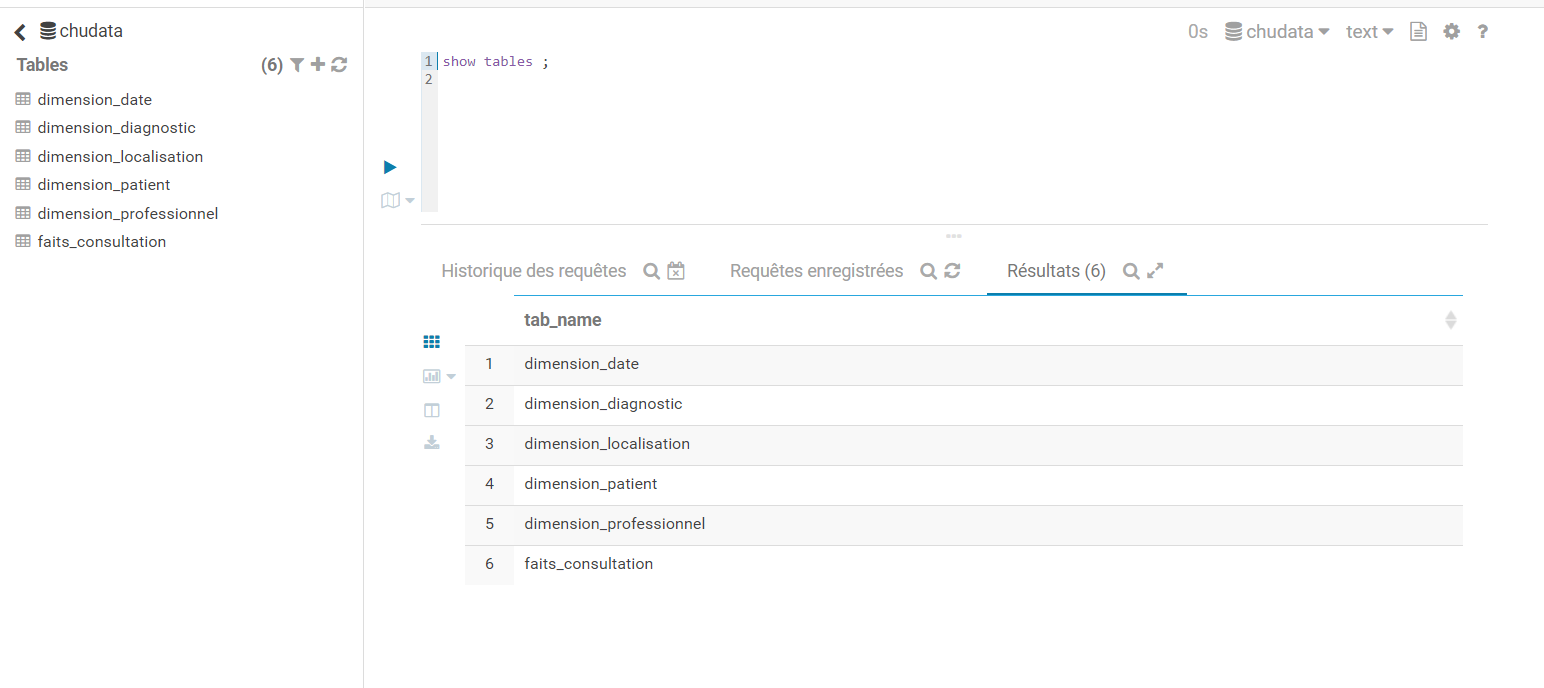 chudata
Tables (6)
dimension_date
dimension_diagnostic
dimension_localisation
dimension_patient
dimension_professionnel
faits_consultation
0s chudata text ?
1 show tables ;
2
Historique des requêtes Requêtes enregistrées Résultats (6)
tab_name
1 dimension_date
2 dimension_diagnostic
3 dimension_localisation
4 dimension_patient
5 dimension_professionnel
6 faits_consultation